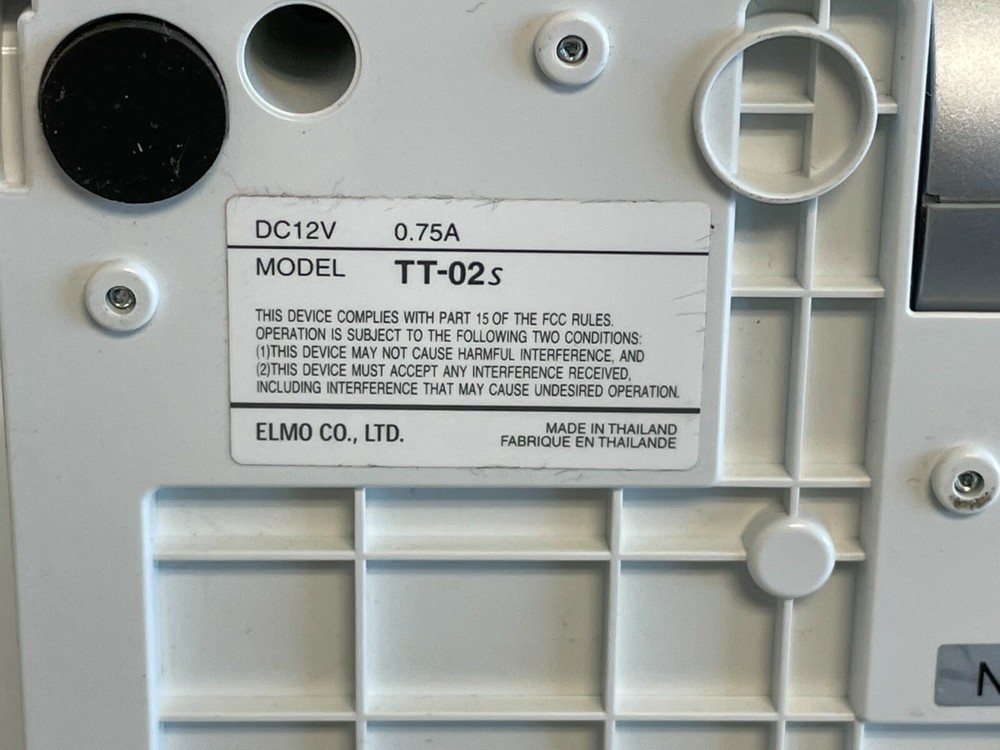 DC12V 0.75A
MODEL TT-02s
THIS DEVICE COMPLIES WITH PART 15 OF THE FCC RULES.
OPERATION IS SUBJECT TO THE FOLLOWING TWO CONDITIONS:
(1)THIS DEVICE MAY NOT CAUSE HARMFUL INTERFERENCE, AND
(2)THIS DEVICE MUST ACCEPT ANY INTERFERENCE RECEIVED,
INCLUDING INTERFERENCE THAT MAY CAUSE UNDESIRED OPERATION.
ELMO CO., LTD.
MADE IN THAILAND
FABRIQUE EN THAILANDE